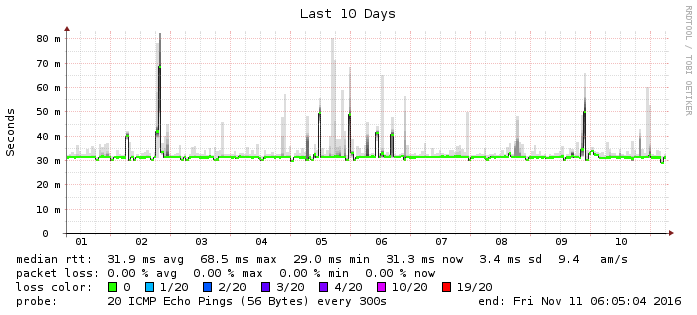 Last 10 Days
RRDTOOL / TOBI OETIKER
Seconds
80 m
70 m
60 m
50 m
40 m
30 m
20 m
10 m
0
01 02 03 04 05 06 07 08 09 10
median rtt: 31.9 ms avg 68.5 ms max 29.0 ms min 31.3 ms now 3.4 ms sd 9.4 am/s
packet loss: 0.00 % avg 0.00 % max 0.00 % min 0.00 % now
loss color: 0 1/20 2/20 3/20 4/20 10/20 19/20
probe: 20 ICMP Echo Pings (56 Bytes) every 300s end: Fri Nov 11 06:05:04 2016